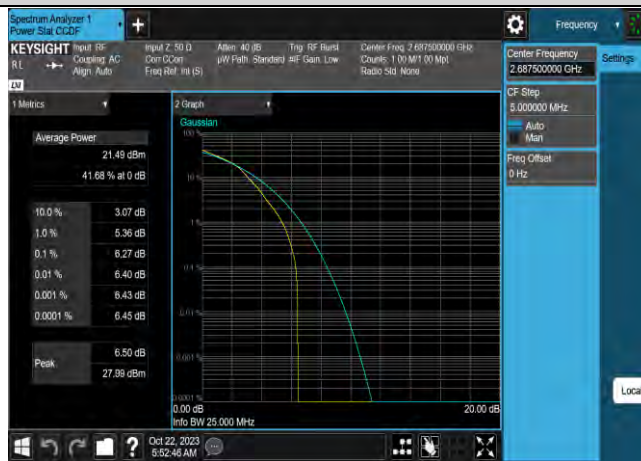 Spectrum Analyzer 1
Power Stat CCDF
+
Frequency
KEYSIGHT
RL
LXI
Input: RF
Coupling: AC
Align: Auto
Input Z: 50 Ω
Corr CCorr
Freq Ref: Int (S)
Atten: 40 dB
µW Path: Standard
Trig: RF Burst
#IF Gain: Low
Center Freq: 2.687500000 GHz
Counts: 1.00 M/1.00 Mpt
Radio Std: None
Center Frequency
2.687500000 GHz
Settings
CF Step
5.000000 MHz
Auto
Man
Freq Offset
0 Hz
Local
1 Metrics
Average Power
21.49 dBm
41.68 % at 0 dB
10.0 % 3.07 dB
1.0 % 5.36 dB
0.1 % 6.27 dB
0.01 % 6.40 dB
0.001 % 6.43 dB
0.0001 % 6.45 dB
Peak
6.50 dB
27.99 dBm
2 Graph
Gaussian
100 %
10 %
1 %
0.1 %
0.01 %
0.001 %
0.0001 %
0.00 dB
20.00 dB
Info BW 25.000 MHz
?
Oct 22, 2023
5:52:46 AM